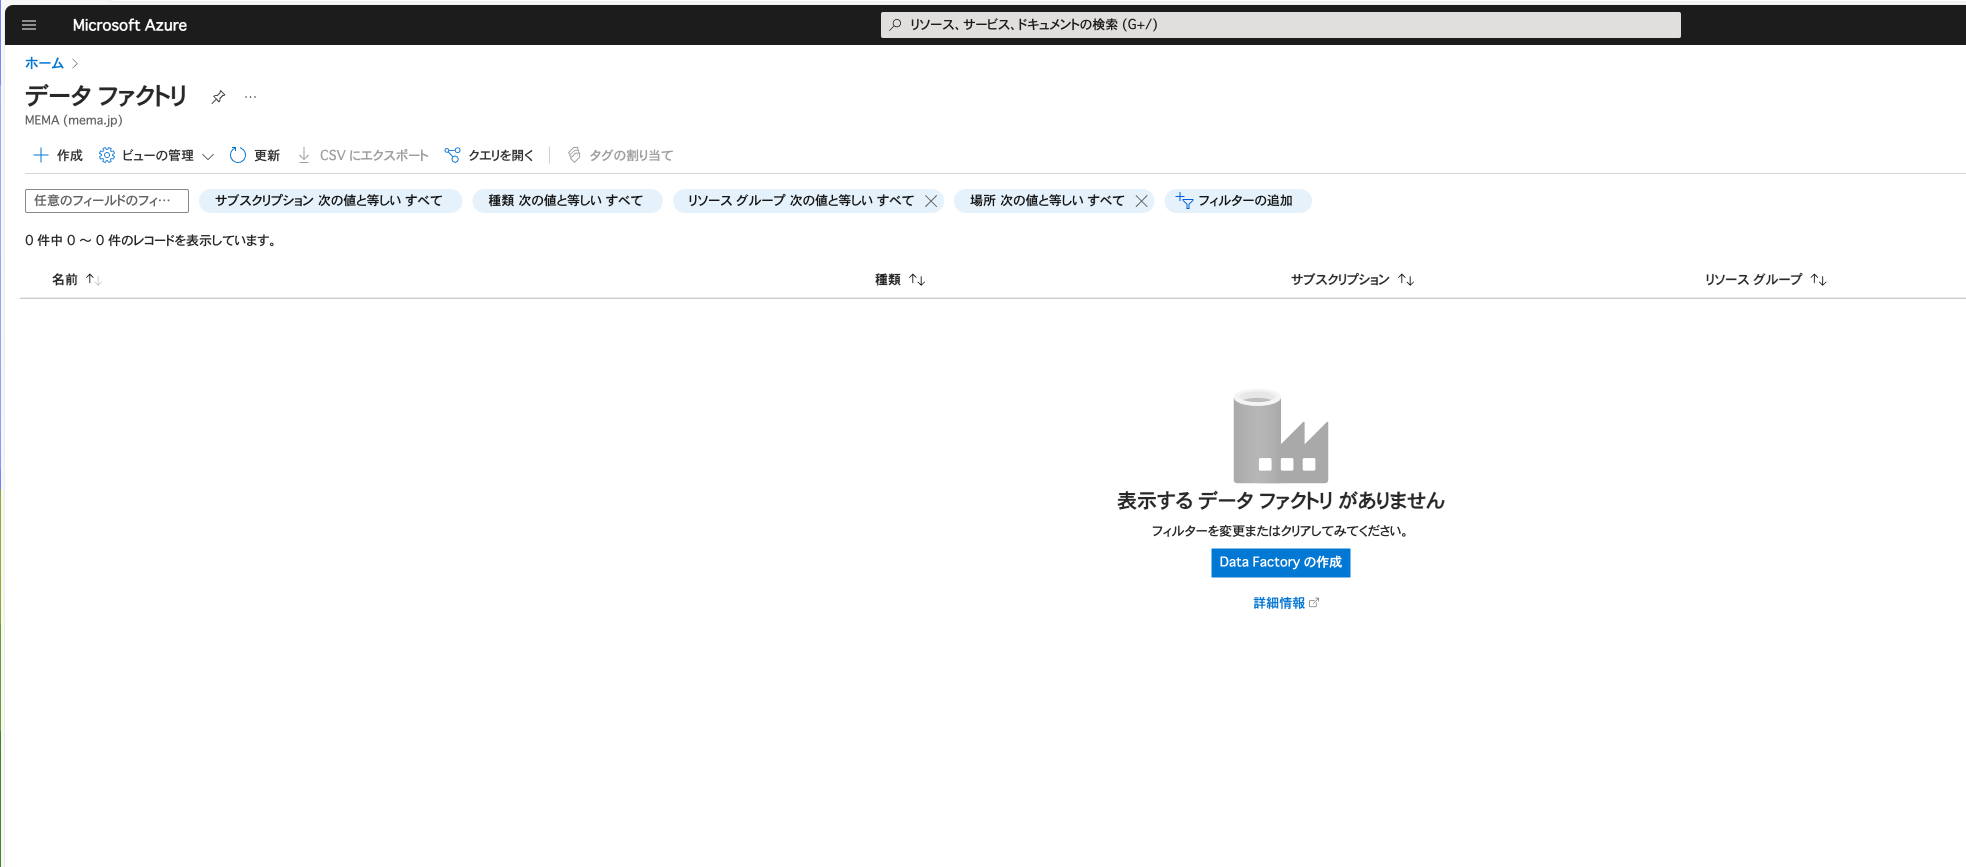 Microsoft Azure
リソース、サービス、ドキュメントの検索 (G+/)
ホーム
データ ファクトリ
MEMA (mema.jp)
作成 ビューの管理 更新 CSV にエクスポート クエリを開く タグの割り当て
任意のフィールドのフィ… サブスクリプション 次の値と等しい すべて 種類 次の値と等しい すべて リソース グループ 次の値と等しい すべて 場所 次の値と等しい すべて フィルターの追加
0 件中 0 ～ 0 件のレコードを表示しています。
名前 種類 サブスクリプション リソース グループ
表示する データ ファクトリ がありません
フィルターを変更またはクリアしてみてください。
Data Factory の作成
詳細情報